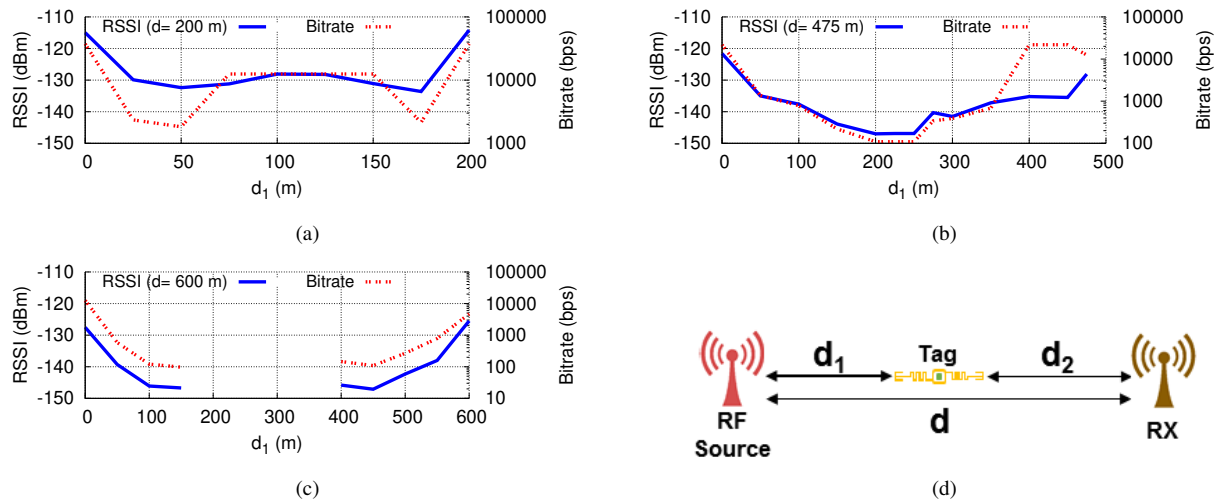 RSSI (d= 200 m) Bitrate
-110
-120
-130
-140
-150
RSSI (dBm)
0 50 100 150 200
d1 (m)
100000
10000
1000
Bitrate (bps)
(a)
RSSI (d= 475 m) Bitrate
-110
-120
-130
-140
-150
RSSI (dBm)
0 100 200 300 400 500
d1 (m)
100000
10000
1000
100
Bitrate (bps)
(b)
RSSI (d= 600 m) Bitrate
-110
-120
-130
-140
-150
RSSI (dBm)
0 100 200 300 400 500 600
d1 (m)
100000
10000
1000
100
10
Bitrate (bps)
(c)
d1 Tag d2
RF
Source
d
RX
(d)